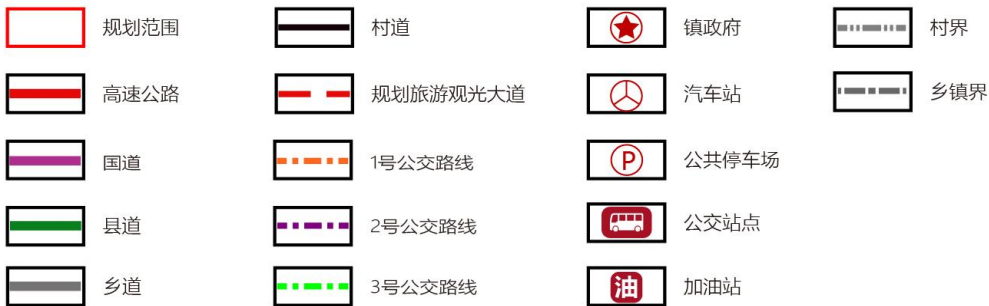 规划范围
高速公路
国道
县道
乡道
村道
规划旅游观光大道
1号公交路线
2号公交路线
3号公交路线
镇政府
汽车站
P
公共停车场
公交站点
油
加油站
村界
乡镇界